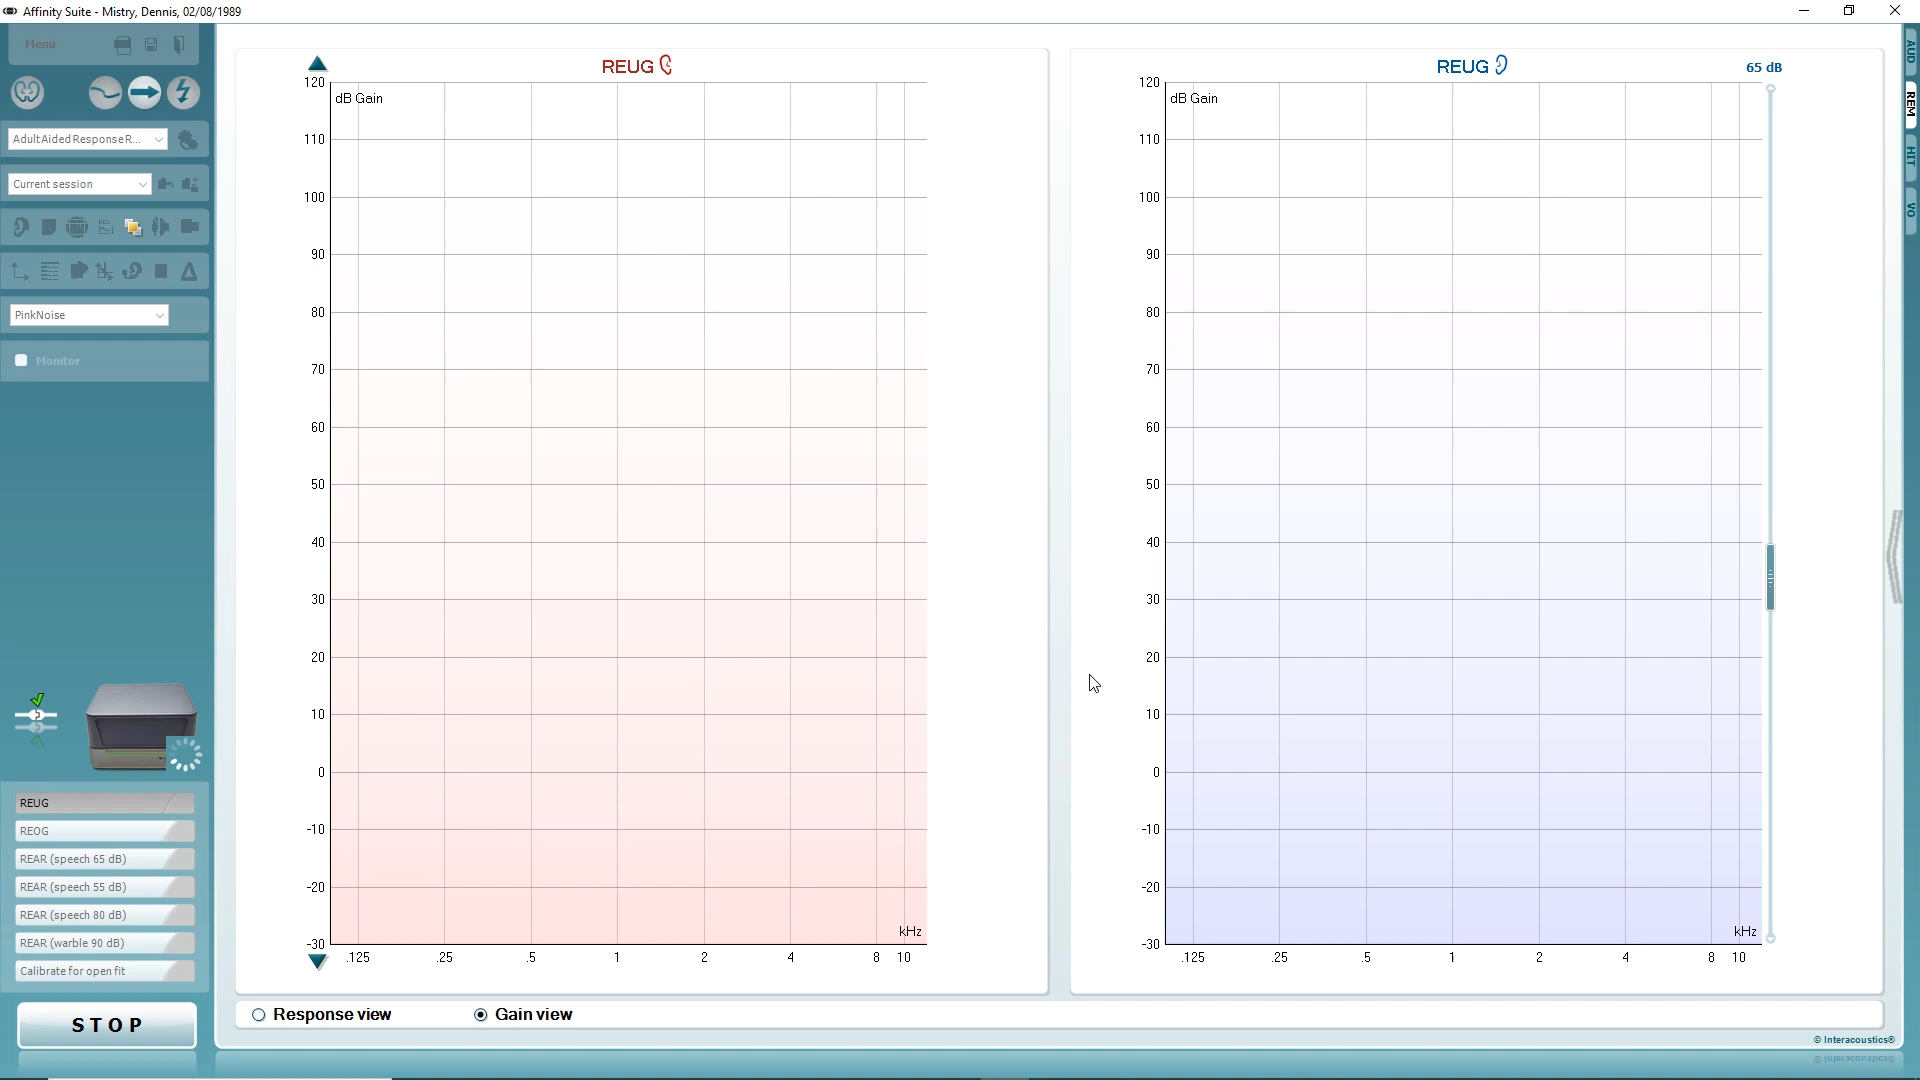 Affinity Suite - Mistry, Dennis, 02/08/1989
Menu
AdultAidedResponseR...
Current session
PinkNoise
Monitor
REUG
REOG
REAR (speech 65 dB)
REAR (speech 55 dB)
REAR (speech 80 dB)
REAR (warble 90 dB)
Calibrate for open fit
STOP
REUG
dB Gain
120
110
100
90
80
70
60
50
40
30
20
10
0
-10
-20
-30
kHz
.125 .25 .5 1 2 4 8 10
REUG
65 dB
dB Gain
120
110
100
90
80
70
60
50
40
30
20
10
0
-10
-20
-30
kHz
.125 .25 .5 1 2 4 8 10
Response view Gain view
© Interacoustics®
AUD
REM
HIT
VO